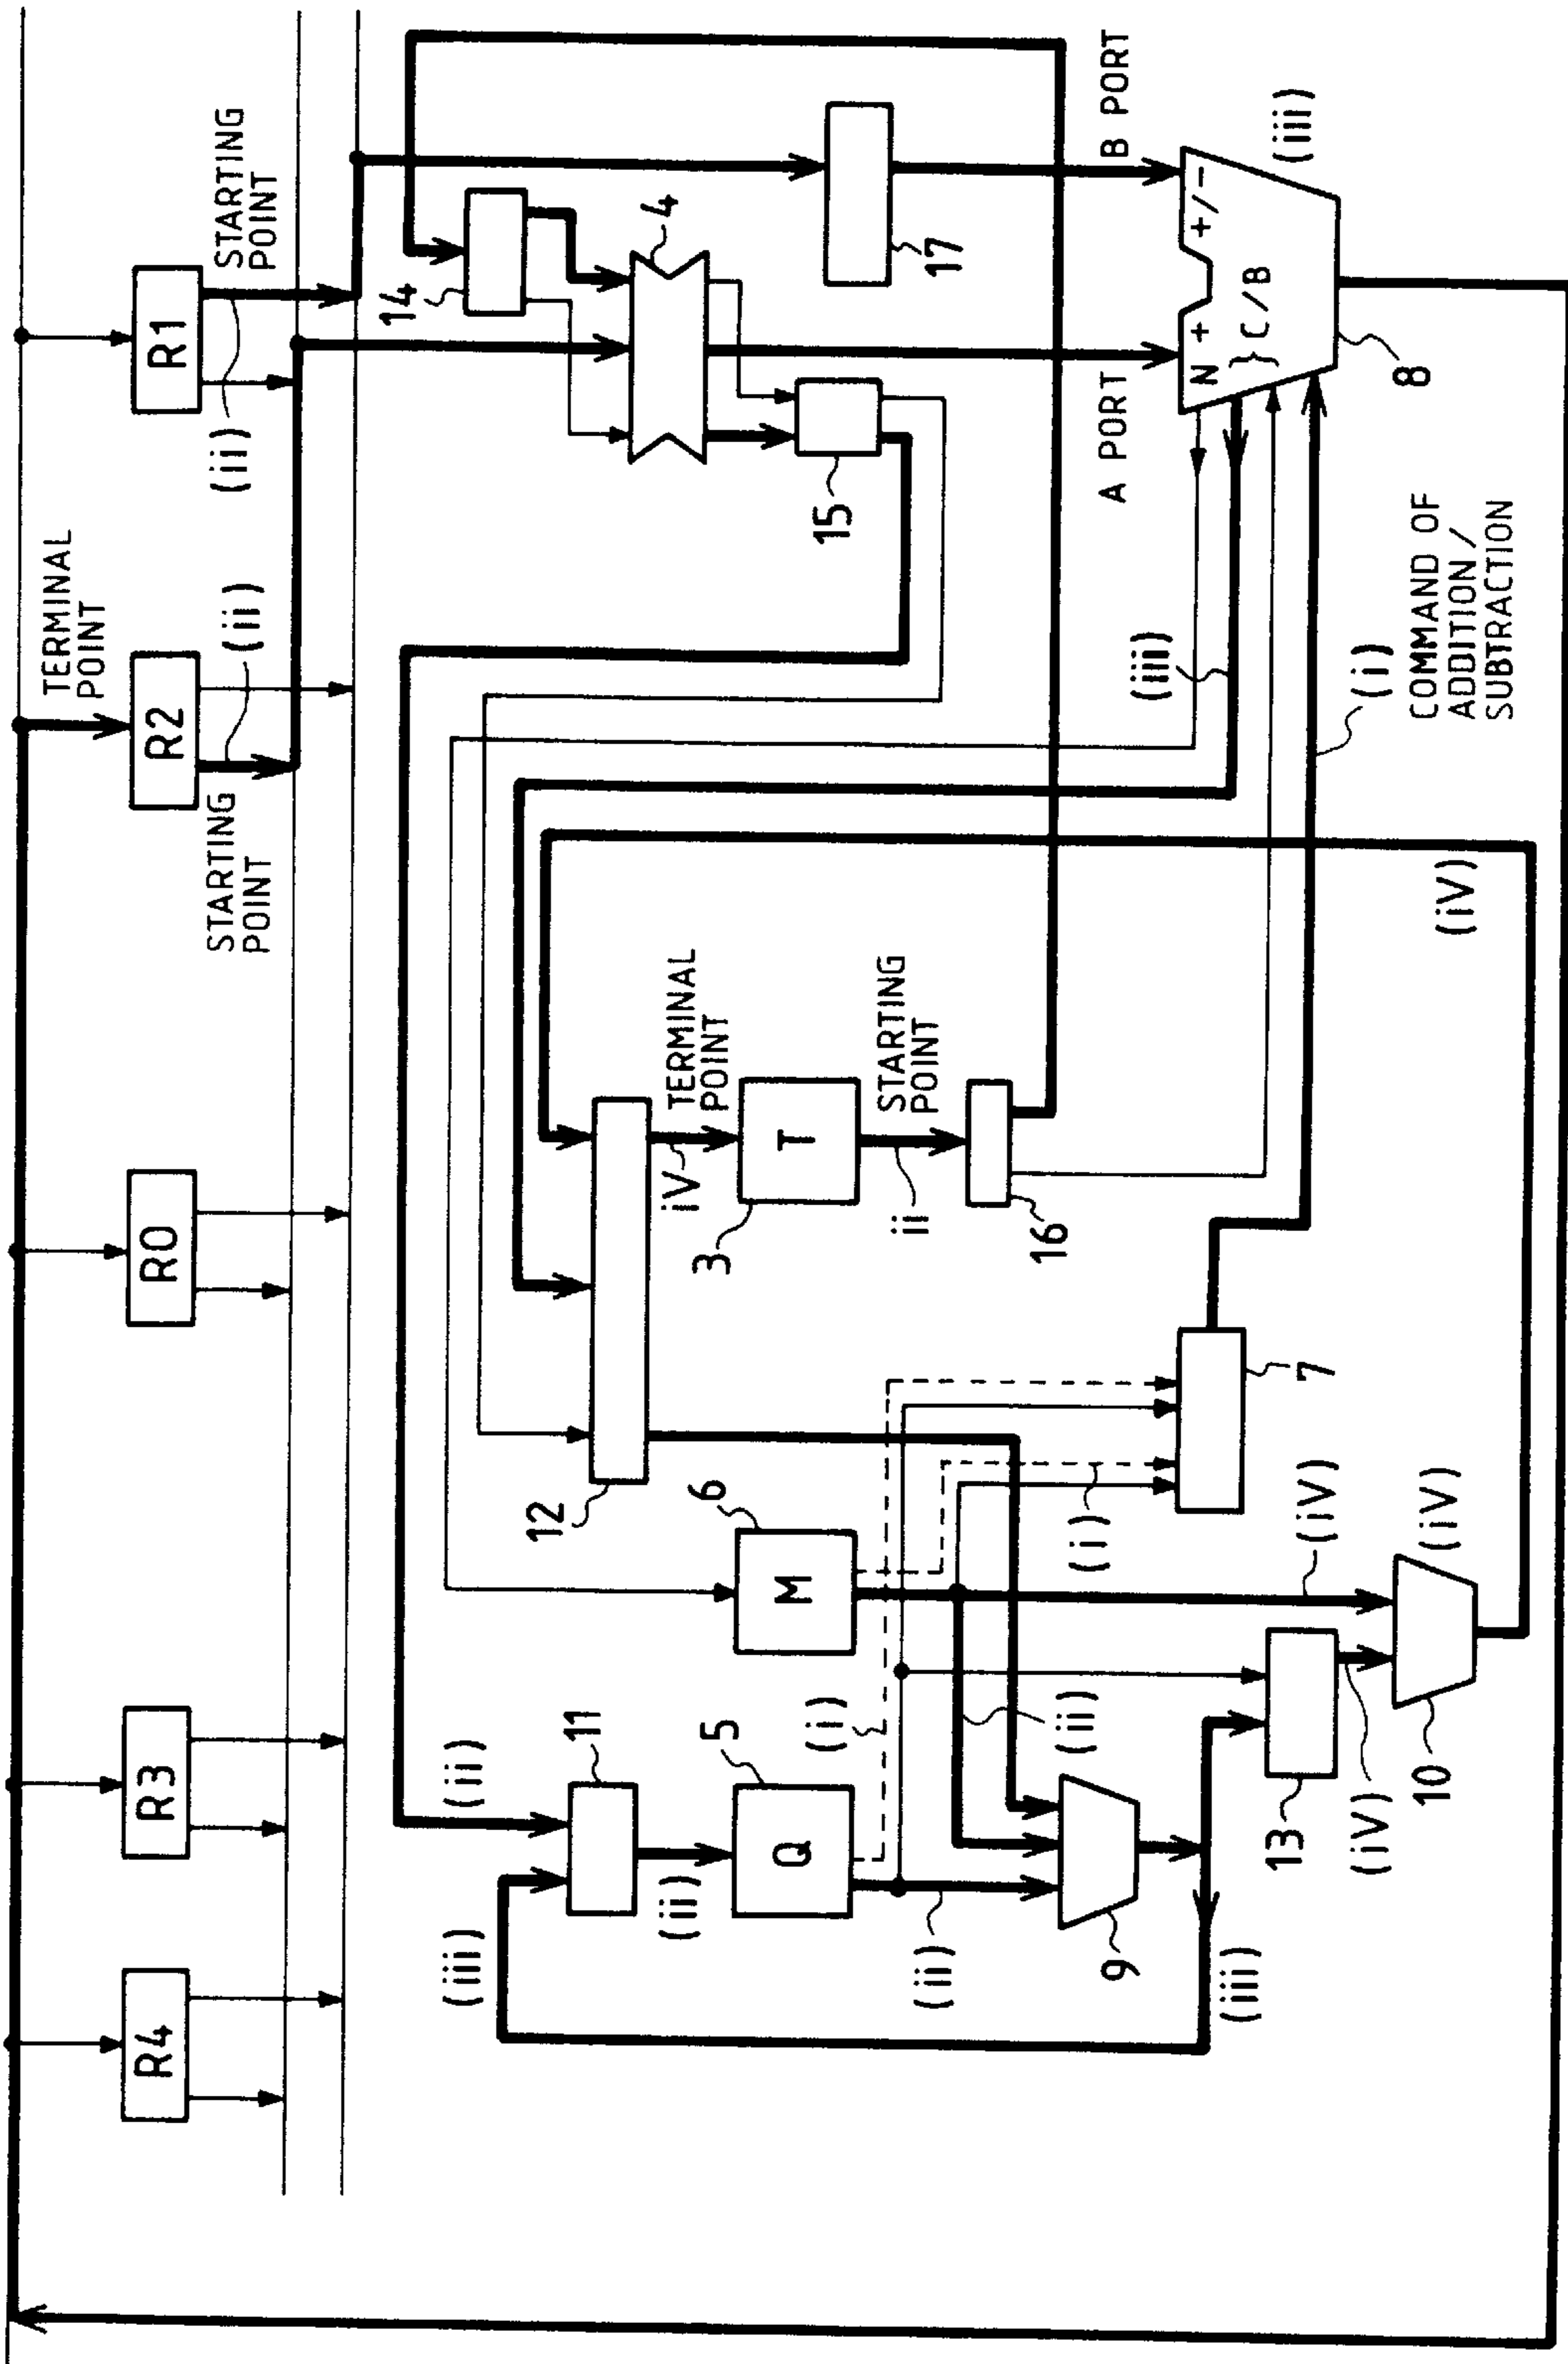 R4
R3
R0
TERMINAL
POINT
R2
STARTING
POINT
(ii)
R1
STARTING
POINT
(ii)
14
4
15
17
A PORT
B PORT
N + +/-
} C/B
8
(iii)
(iii)
(i)
COMMAND OF
ADDITION /
SUBTRACTION
(iV)
12
TERMINAL
POINT
iV
T
3
STARTING
POINT
ii
16
7
6
M
(i)
(iV)
(iV)
(iii)
(ii)
11
(ii)
5
Q
(i)
(ii)
(ii)
9
(iii)
13
(iV)
10